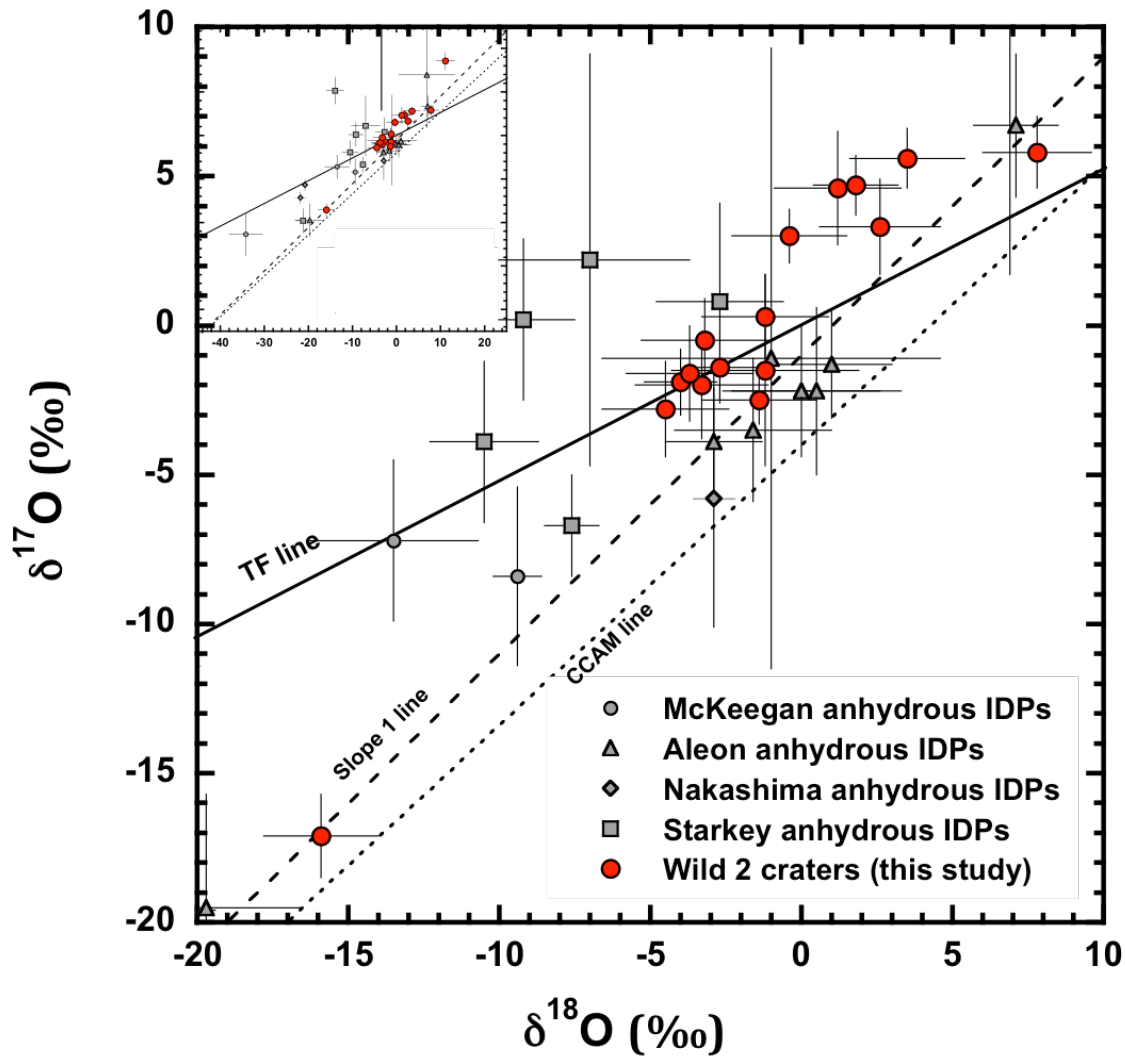 10
5
0
-5
-10
-15
-20
-20
-15
-10
-5
0
5
10
δ17O (‰)
δ18O (‰)
-40
-30
-20
-10
0
10
20
TF line
Slope 1 line
CCAM line
McKeegan anhydrous IDPs
Aleon anhydrous IDPs
Nakashima anhydrous IDPs
Starkey anhydrous IDPs
Wild 2 craters (this study)